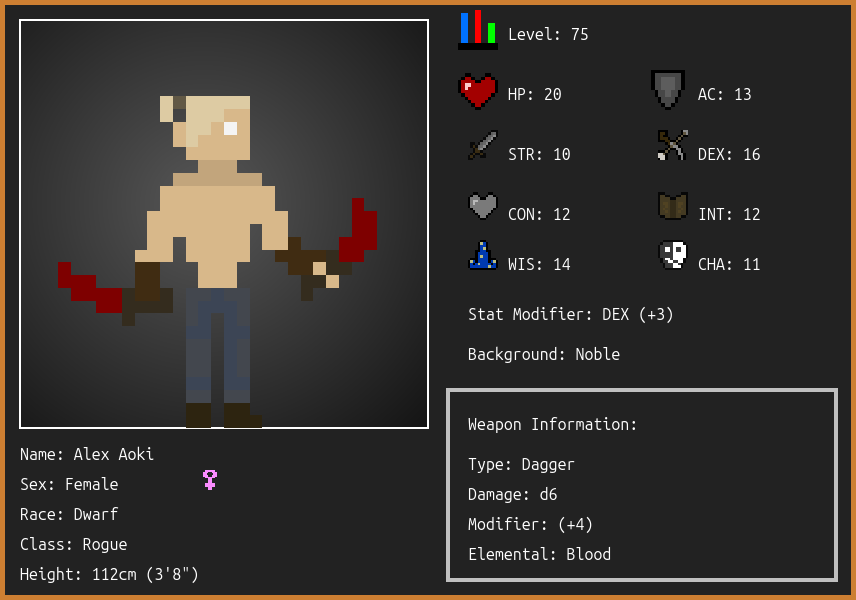 Level: 75
HP: 20
AC: 13
STR: 10
DEX: 16
CON: 12
INT: 12
WIS: 14
CHA: 11
Stat Modifier: DEX (+3)
Background: Noble
Weapon Information:
Type: Dagger
Damage: d6
Modifier: (+4)
Elemental: Blood
Name: Alex Aoki
Sex: Female
Race: Dwarf
Class: Rogue
Height: 112cm (3'8")